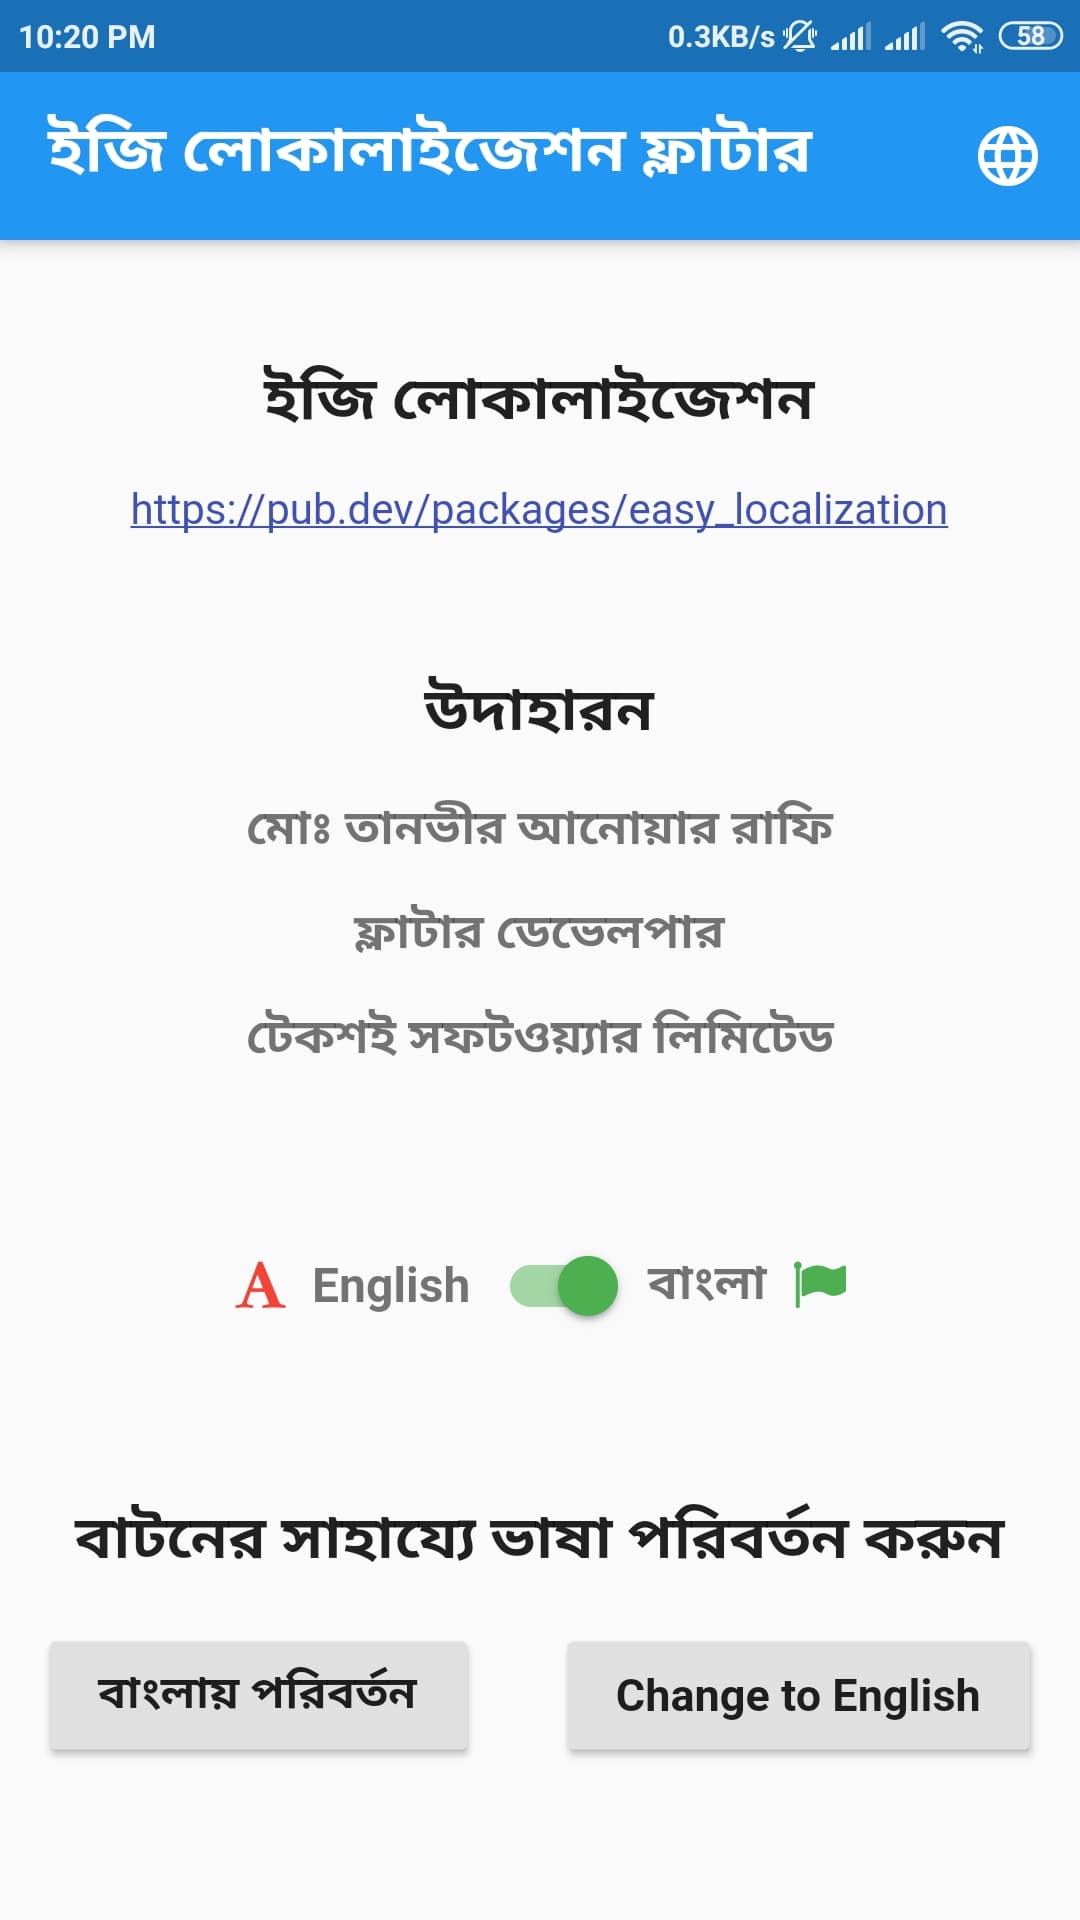 10:20 PM 0.3KB/s 58
ইজি লোকালাইজেশন ফ্লাটার
ইজি লোকালাইজেশন
https://pub.dev/packages/easy_localization
উদাহারন
মোঃ তানভীর আনোয়ার রাফি
ফ্লাটার ডেভেলপার
টেকশই সফটওয়্যার লিমিটেড
A English বাংলা
বাটনের সাহায্যে ভাষা পরিবর্তন করুন
বাংলায় পরিবর্তন Change to English